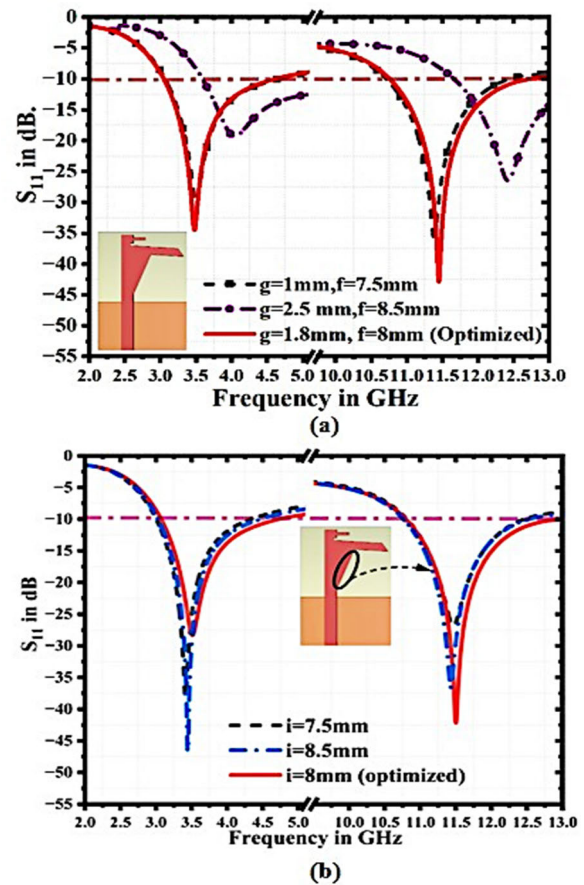 0
-5
-10
-15
-20
-25
-30
-35
-40
-45
-50
-55
S11 in dB.
g=1mm,f=7.5mm
g=2.5 mm,f=8.5mm
g=1.8mm, f=8mm (Optimized)
2.0 2.5 3.0 3.5 4.0 4.5 5.0 10.0 10.5 11.0 11.5 12.0 12.5 13.0
Frequency in GHz
(a)
0
-5
-10
-15
-20
-25
-30
-35
-40
-45
-50
-55
S11 in dB
i=7.5mm
i=8.5mm
i=8mm (optimized)
2.0 2.5 3.0 3.5 4.0 4.5 5.0 10.0 10.5 11.0 11.5 12.0 12.5 13.0
Frequency in GHz
(b)